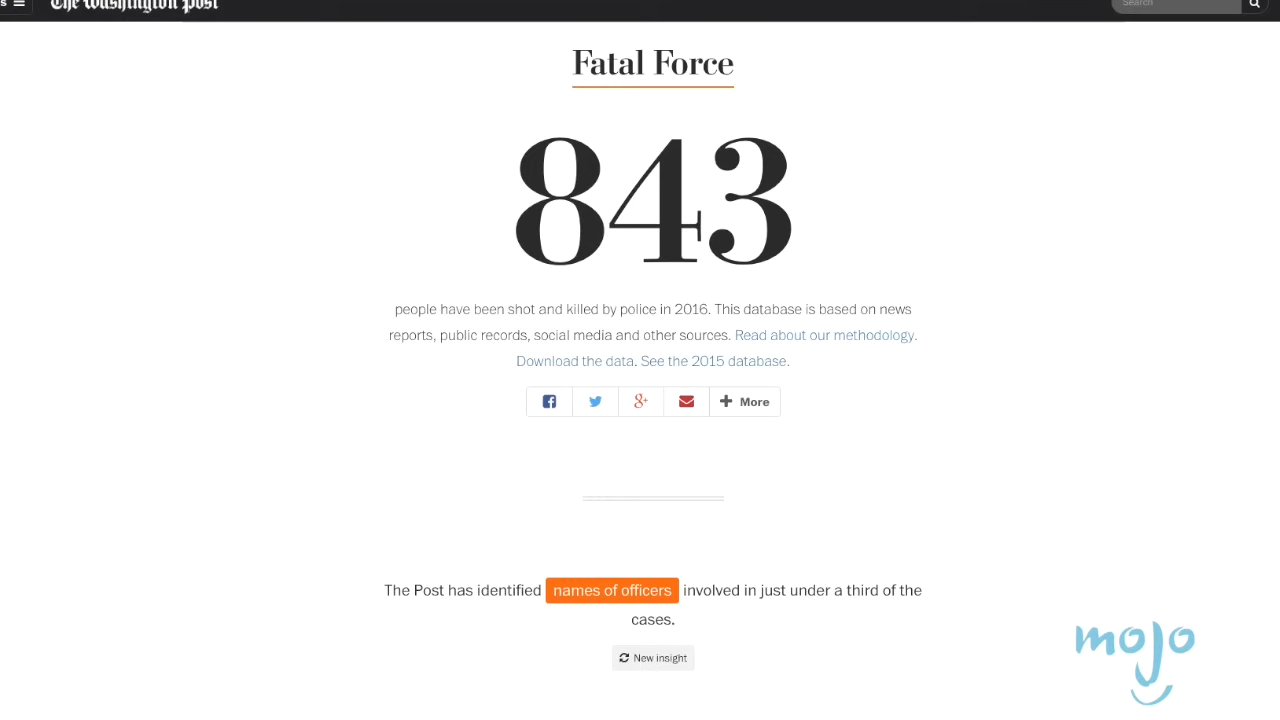 s
The Washington Post
Search
Fatal Force
843
people have been shot and killed by police in 2016. This database is based on news
reports, public records, social media and other sources. Read about our methodology.
Download the data. See the 2015 database.
8+
More
The Post has identified names of officers involved in just under a third of the
cases.
New insight
mojo